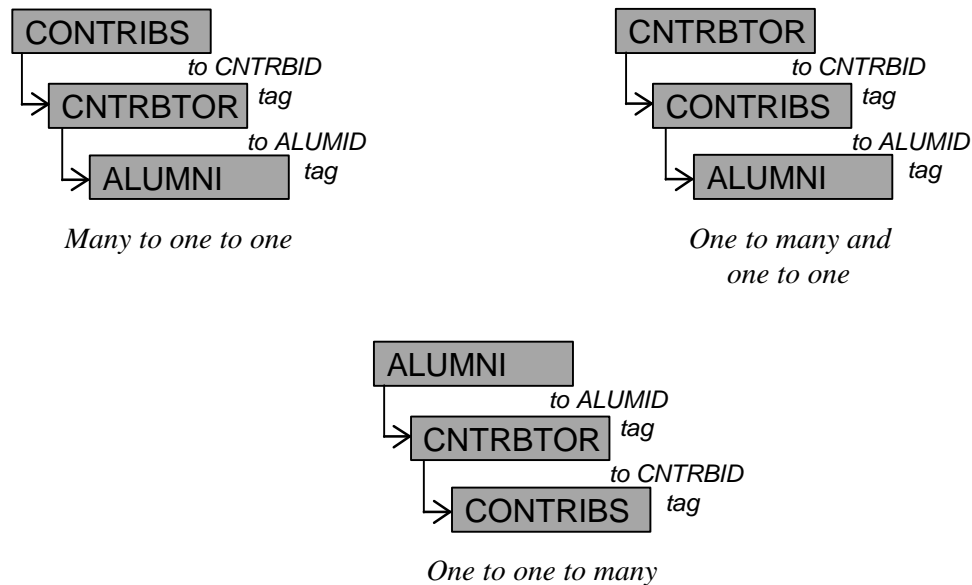 CONTRIBS
to CNTRBID
tag
CNTRBTOR
to ALUMID
tag
ALUMNI
Many to one to one
CNTRBTOR
to CNTRBID
tag
CONTRIBS
to ALUMID
tag
ALUMNI
One to many and
one to one
ALUMNI
to ALUMID
tag
CNTRBTOR
to CNTRBID
tag
CONTRIBS
One to one to many